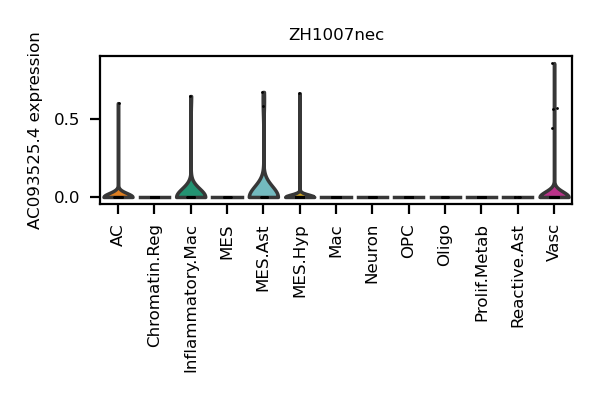 ZH1007nec
AC093525.4 expression
0.5
0.0
AC
Chromatin.Reg
Inflammatory.Mac
MES
MES.Ast
MES.Hyp
Mac
Neuron
OPC
Oligo
Prolif.Metab
Reactive.Ast
Vasc